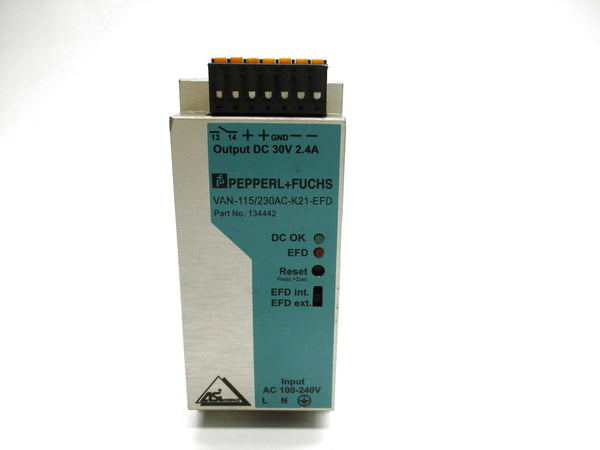 13 14 + + GND − −
Output DC 30V 2.4A
PEPPERL+FUCHS
VAN-115/230AC-K21-EFD
Part No. 134442
DC OK
EFD
Reset
Press >2sec
EFD int.
EFD ext.
Input
AC 100-240V
L N